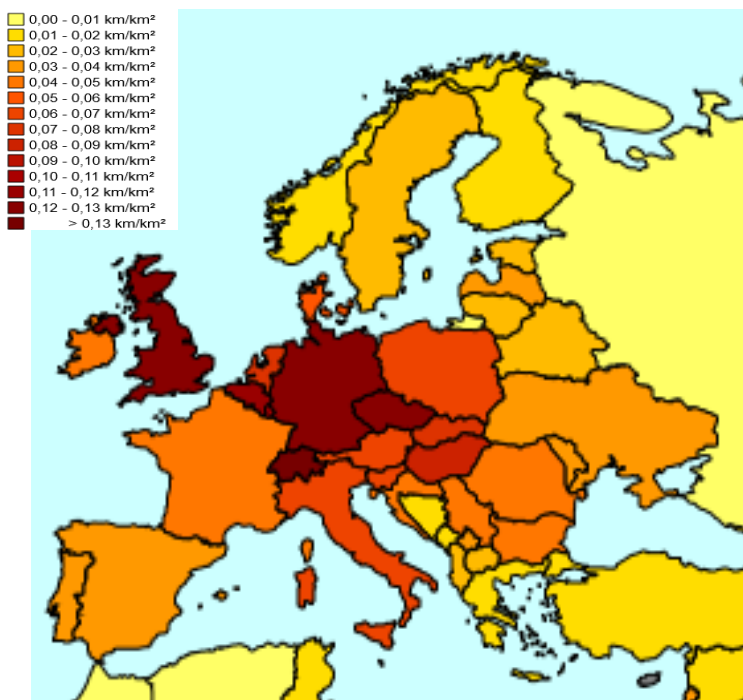 0,00 - 0,01 km/km²
0,01 - 0,02 km/km²
0,02 - 0,03 km/km²
0,03 - 0,04 km/km²
0,04 - 0,05 km/km²
0,05 - 0,06 km/km²
0,06 - 0,07 km/km²
0,07 - 0,08 km/km²
0,08 - 0,09 km/km²
0,09 - 0,10 km/km²
0,10 - 0,11 km/km²
0,11 - 0,12 km/km²
0,12 - 0,13 km/km²
> 0,13 km/km²